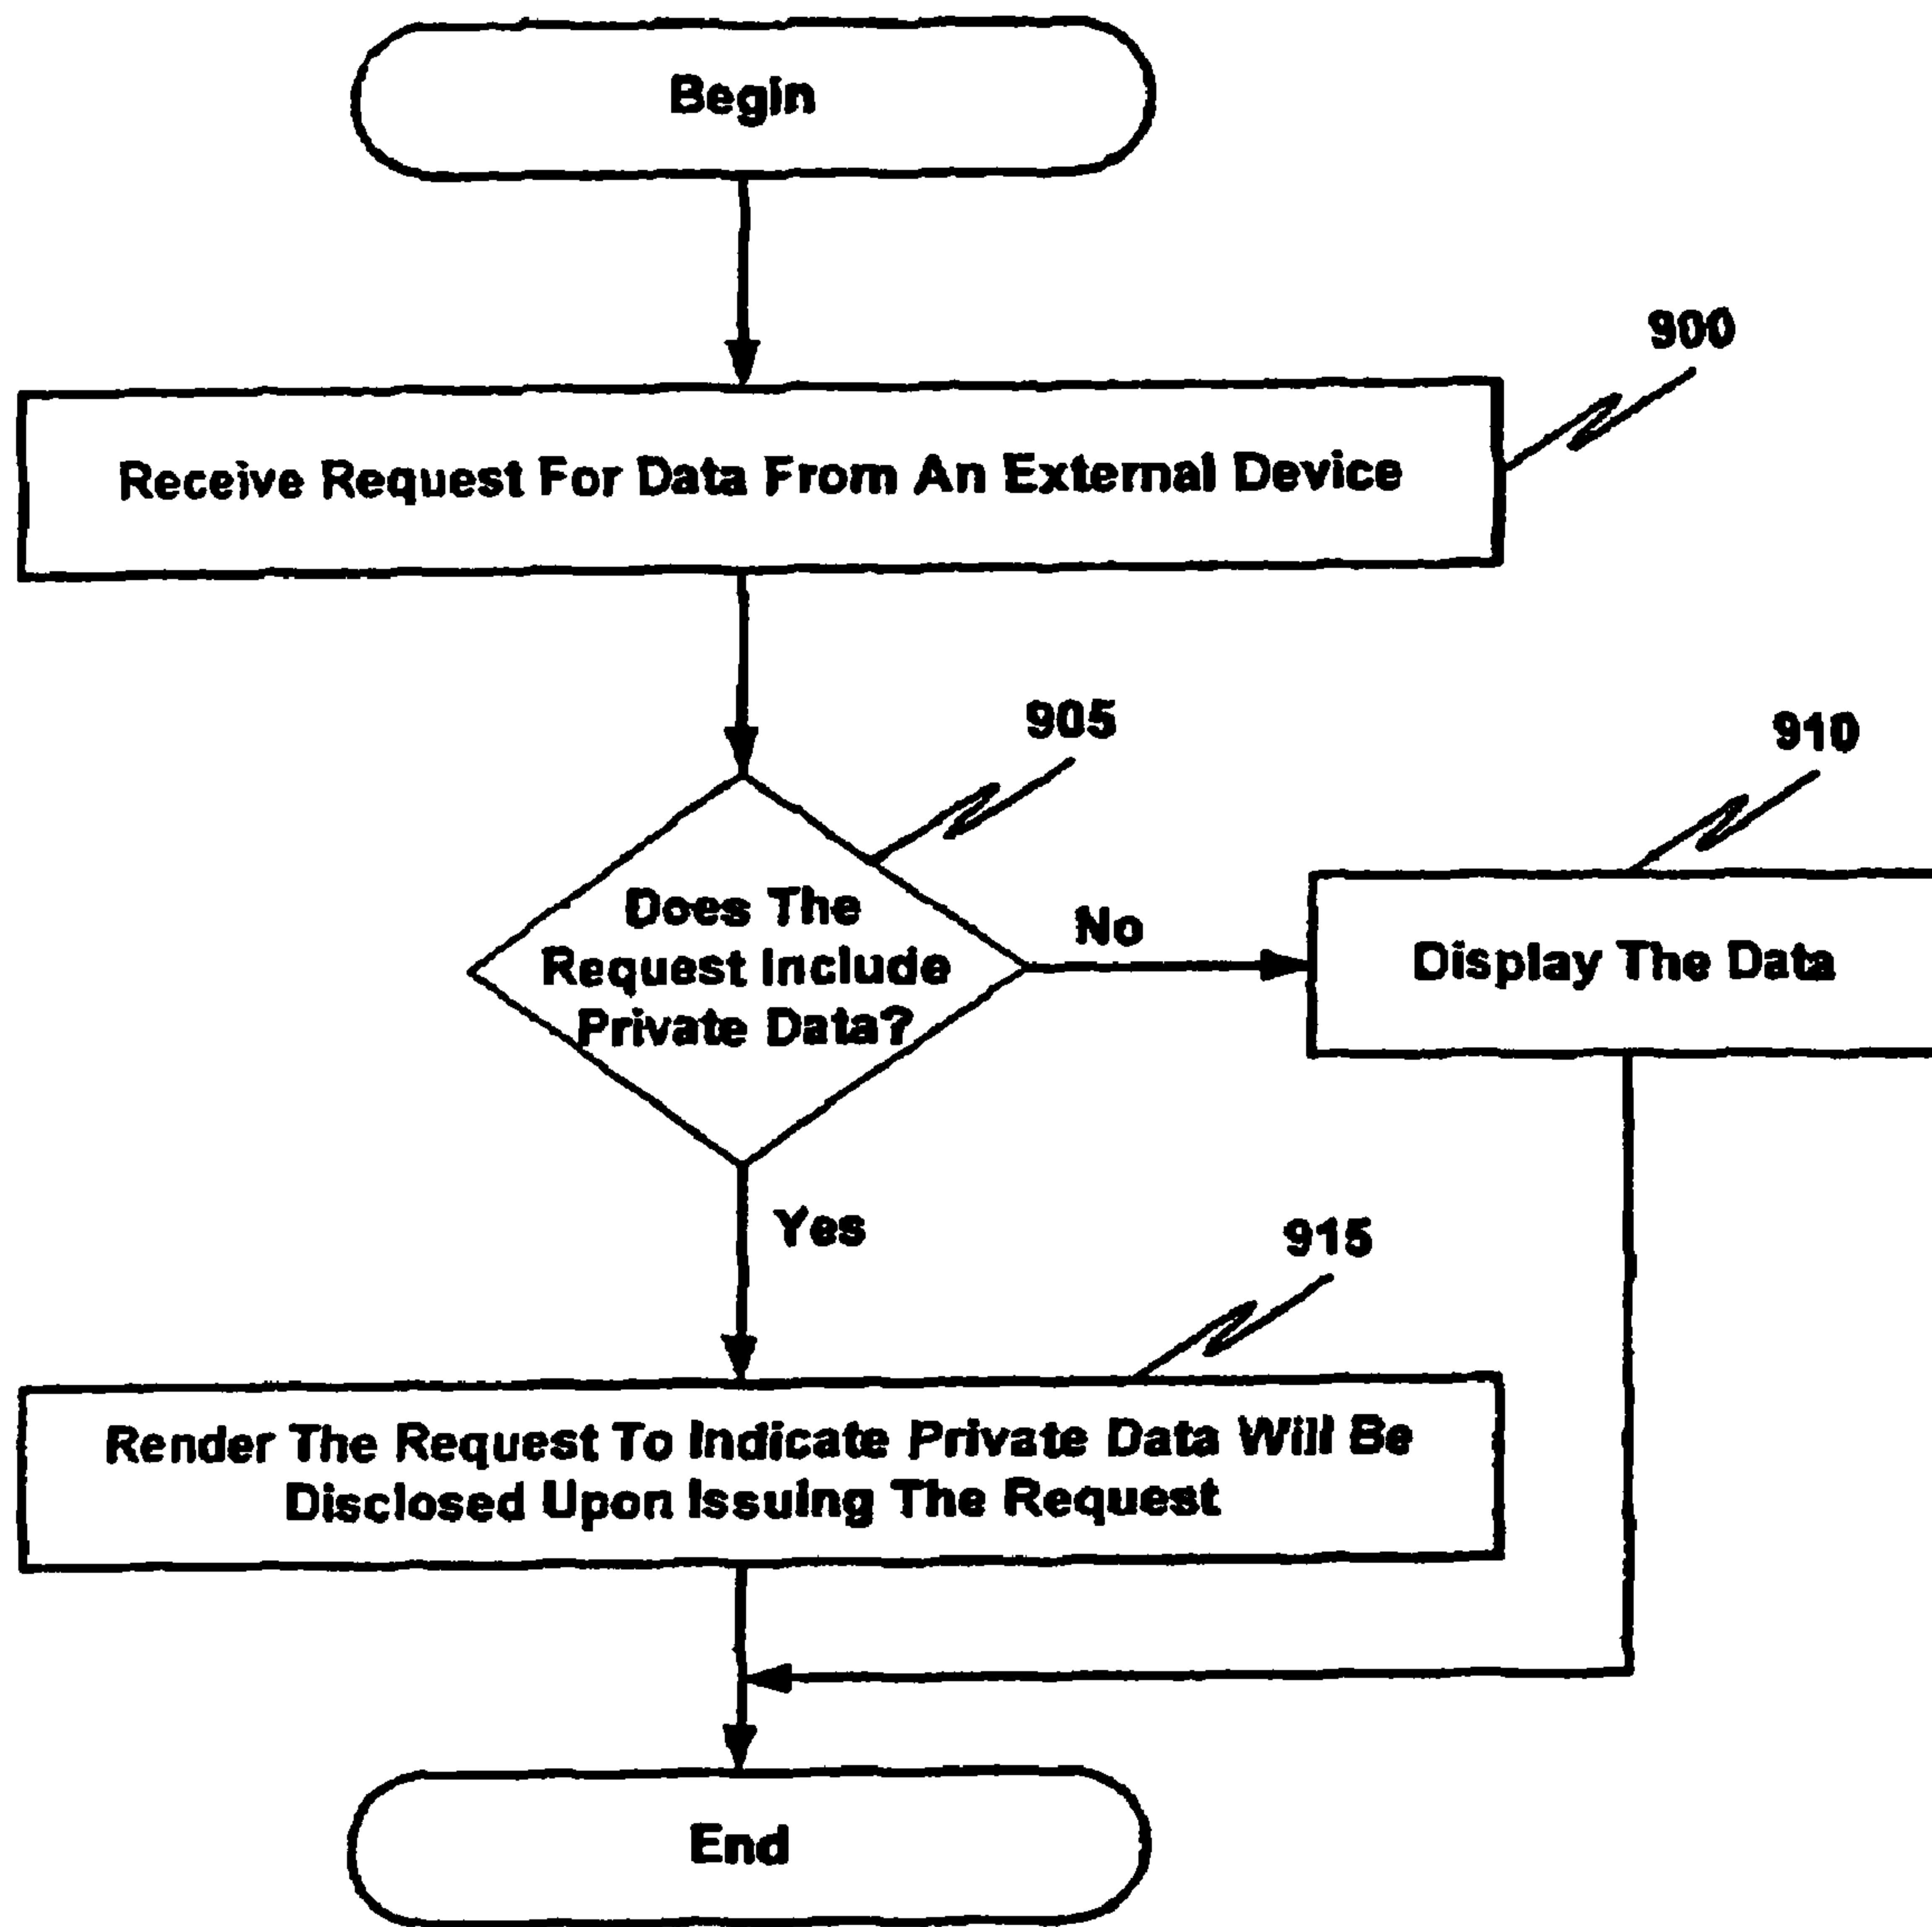 Begin
900
Receive Request For Data From An External Device
905
910
Does The
Request Include
Private Data?
No
Display The Data
Yes
915
Render The Request To Indicate Private Data Will Be
Disclosed Upon Issuing The Request
End